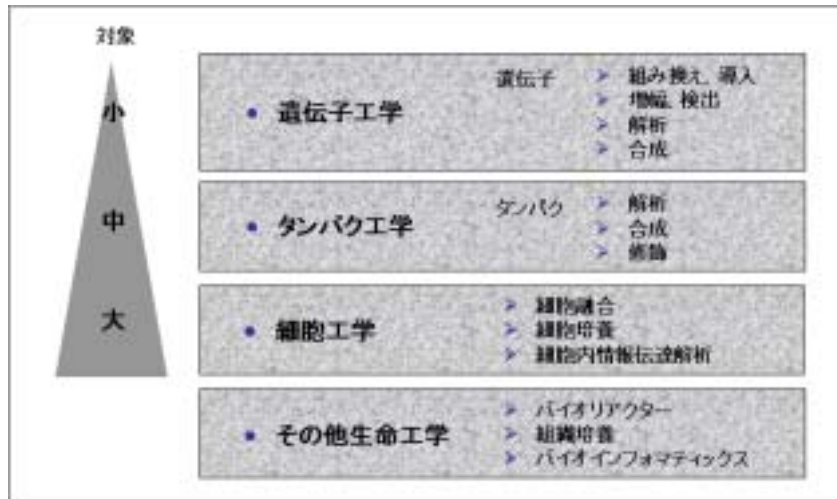 対象
小
中
大
• 遺伝子工学
遺伝子
➢ 組み換え、導入
➢ 増幅、検出
➢ 解析
➢ 合成
• タンパク工学
タンパク
➢ 解析
➢ 合成
➢ 修飾
• 細胞工学
➢ 細胞融合
➢ 細胞培養
➢ 細胞内情報伝達解析
• その他生命工学
➢ バイオリアクター
➢ 組織培養
➢ バイオインフォマティックス